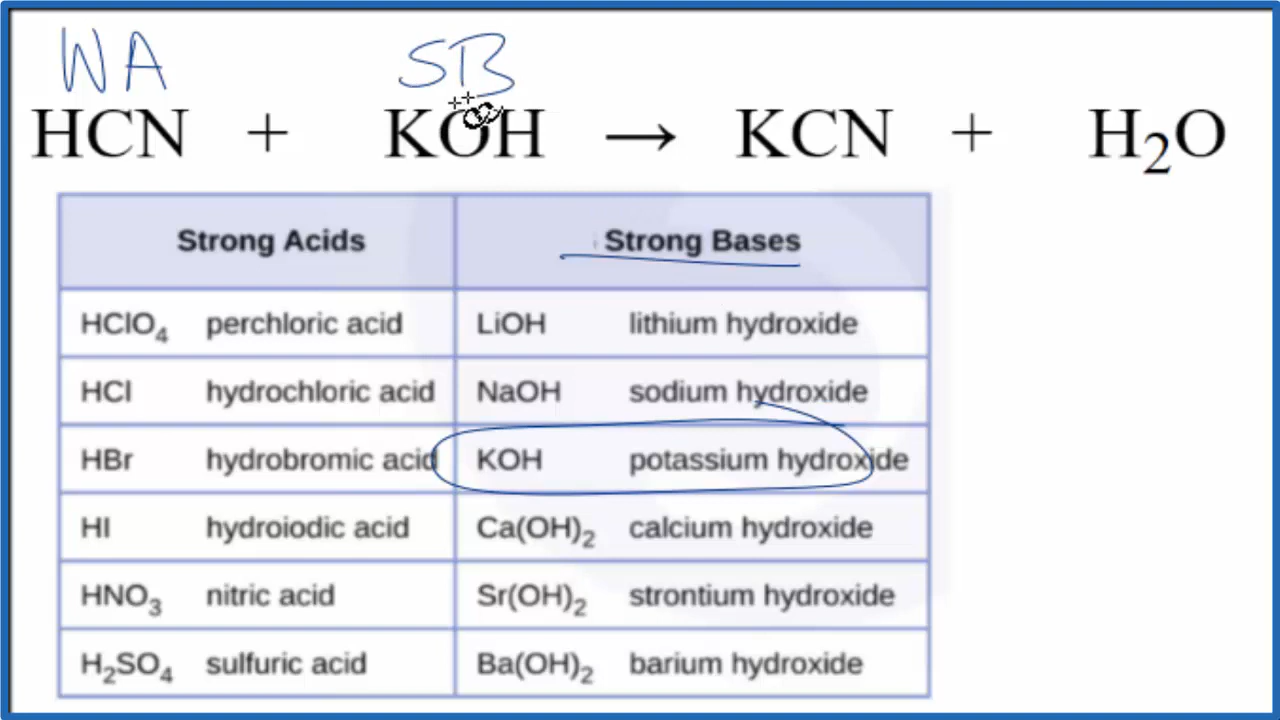 WA SB
HCN + KOH → KCN + H₂O
Strong Acids Strong Bases
HClO₄ perchloric acid LiOH lithium hydroxide
HCl hydrochloric acid NaOH sodium hydroxide
HBr hydrobromic acid KOH potassium hydroxide
HI hydroiodic acid Ca(OH)₂ calcium hydroxide
HNO₃ nitric acid Sr(OH)₂ strontium hydroxide
H₂SO₄ sulfuric acid Ba(OH)₂ barium hydroxide